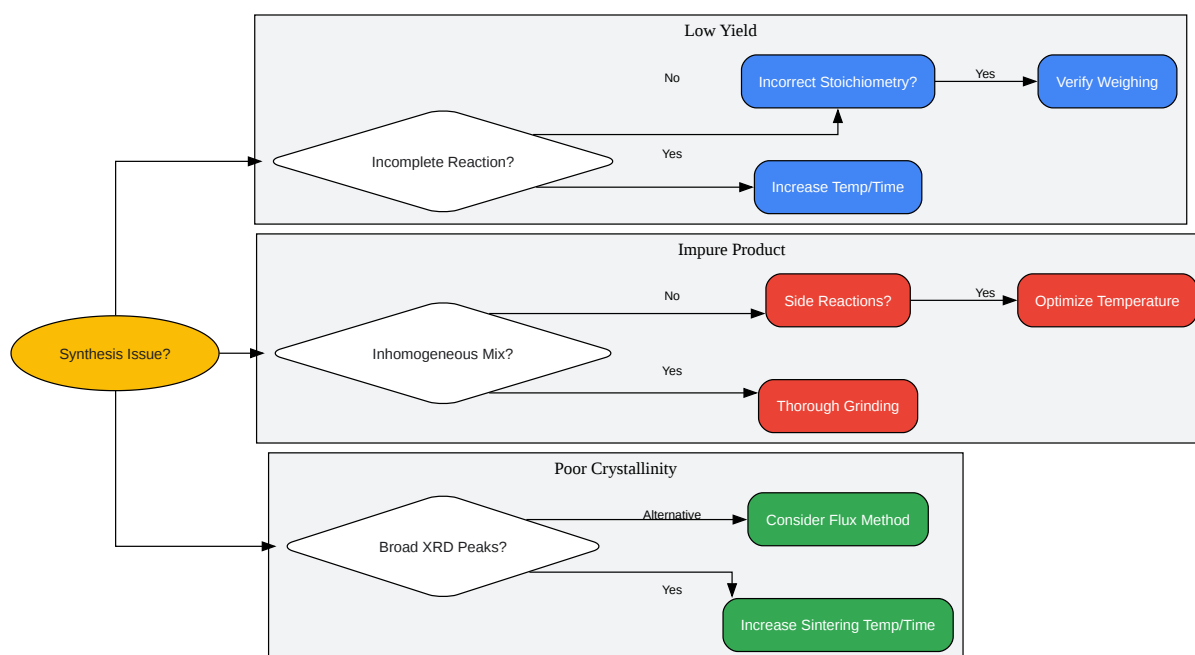 Low Yield
No
Incorrect Stoichiometry?
Yes
Verify Weighing
Incomplete Reaction?
Yes
Increase Temp/Time
Impure Product
No
Side Reactions?
Yes
Optimize Temperature
Synthesis Issue?
Inhomogeneous Mix?
Yes
Thorough Grinding
Poor Crystallinity
Alternative
Consider Flux Method
Broad XRD Peaks?
Yes
Increase Sintering Temp/Time